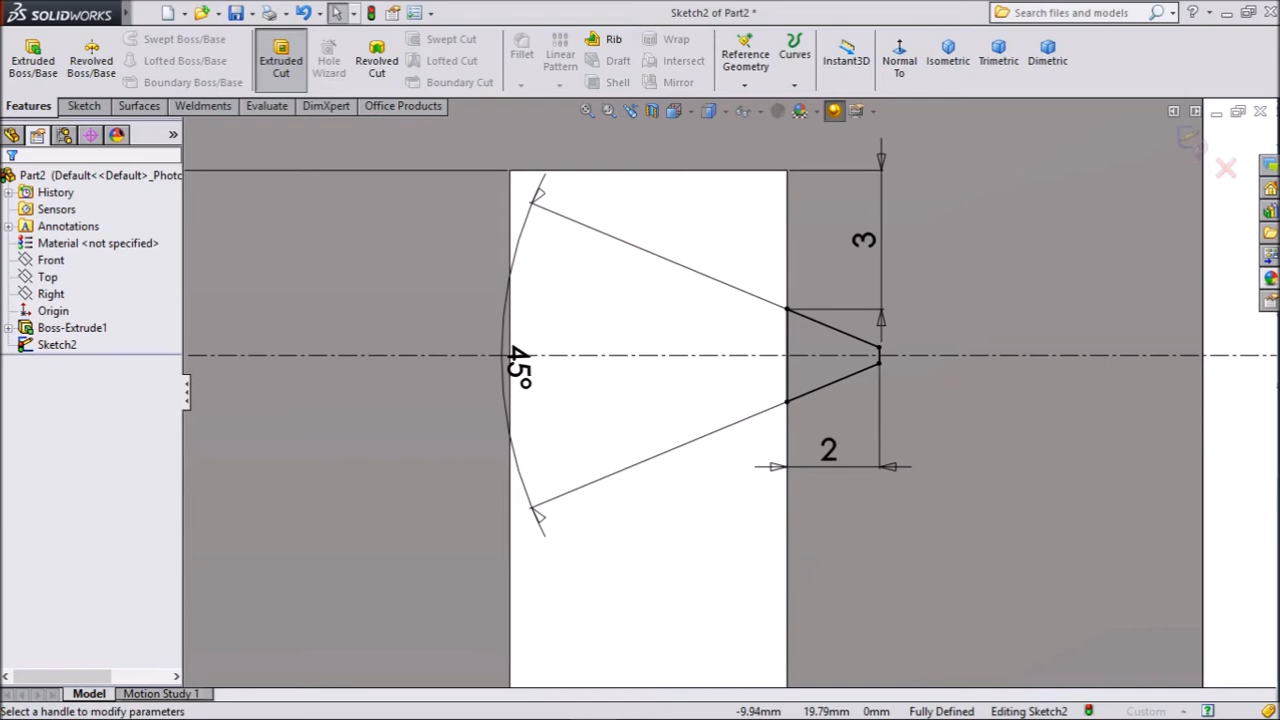 SOLIDWORKS
Sketch2 of Part2 *
Search files and models
Extruded Boss/Base
Revolved Boss/Base
Swept Boss/Base
Lofted Boss/Base
Boundary Boss/Base
Extruded Cut
Hole Wizard
Revolved Cut
Swept Cut
Lofted Cut
Boundary Cut
Fillet
Linear Pattern
Rib
Draft
Shell
Wrap
Intersect
Mirror
Reference Geometry
Curves
Instant3D
Normal To
Isometric
Trimetric
Dimetric
Features
Sketch
Surfaces
Weldments
Evaluate
DimXpert
Office Products
Part2 (Default<<Default>_Photo
History
Sensors
Annotations
Material <not specified>
Front
Top
Right
Origin
Boss-Extrude1
Sketch2
3
45°
2
Model
Motion Study 1
Select a handle to modify parameters
-9.94mm
19.79mm
0mm
Fully Defined
Editing Sketch2
Custom